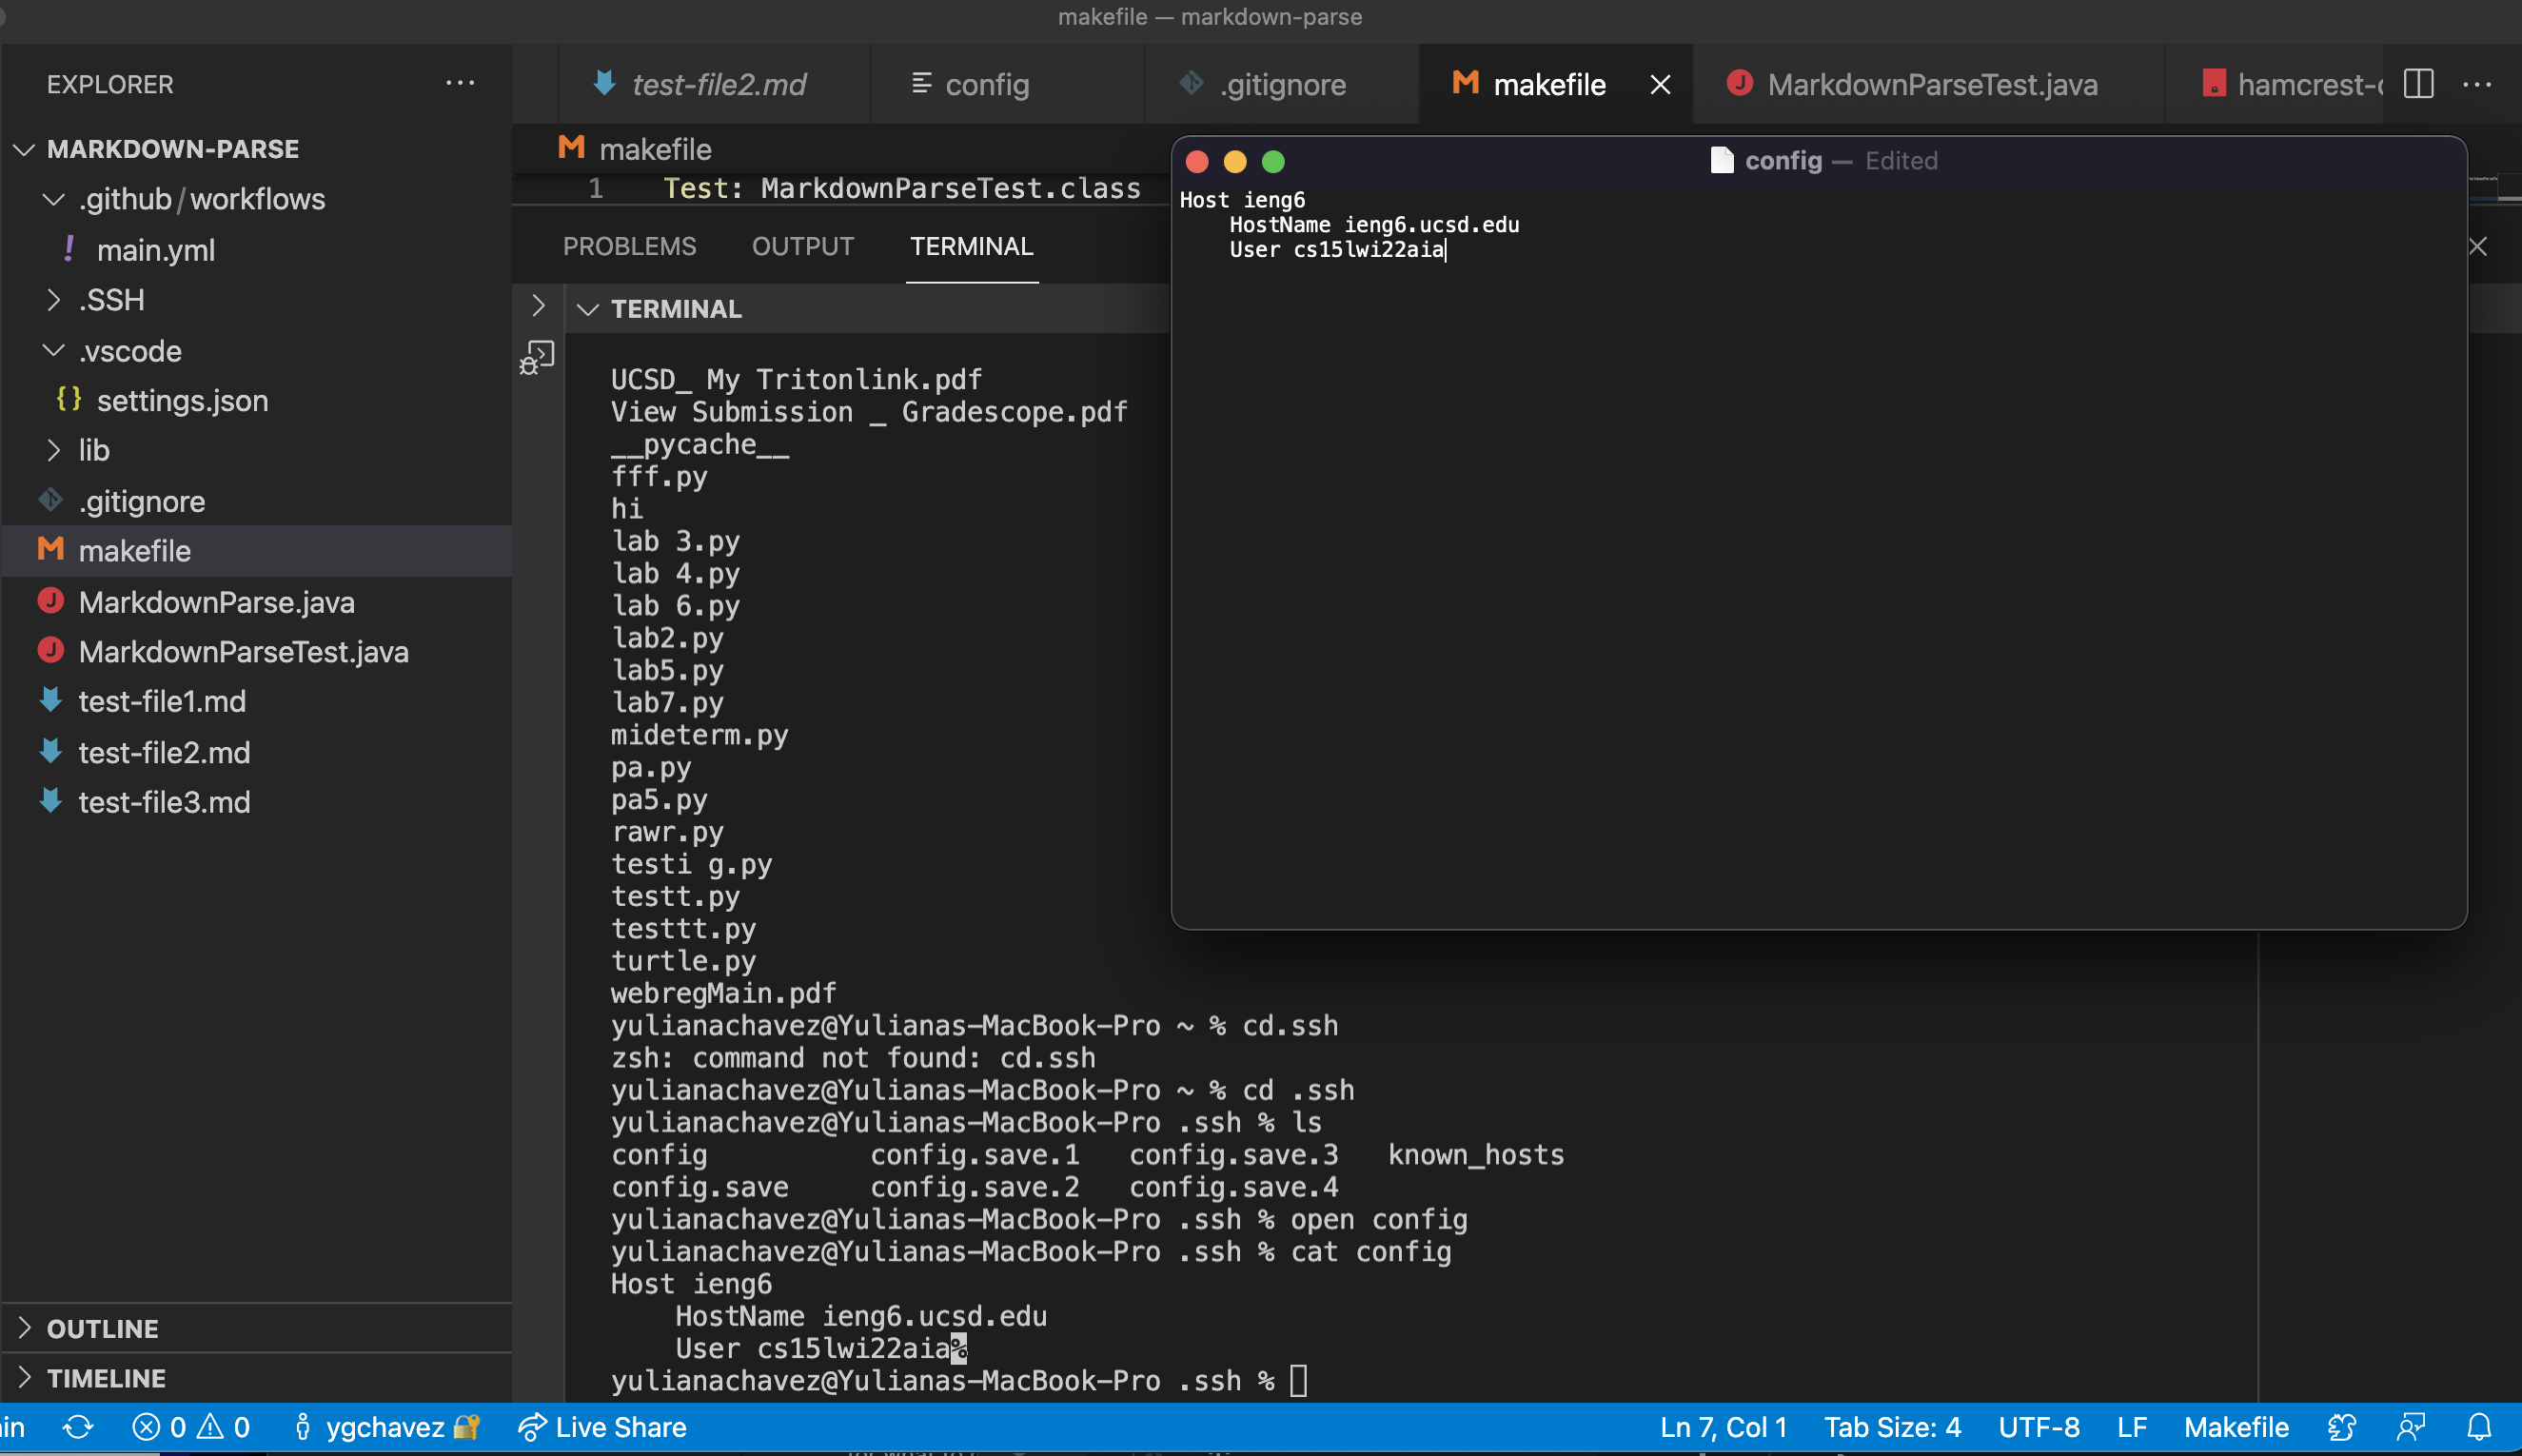 makefile — markdown-parse
EXPLORER
MARKDOWN-PARSE
.github/workflows
main.yml
.SSH
.vscode
settings.json
lib
.gitignore
makefile
MarkdownParse.java
MarkdownParseTest.java
test-file1.md
test-file2.md
test-file3.md
OUTLINE
TIMELINE
test-file2.md
config
.gitignore
makefile
MarkdownParseTest.java
hamcrest-
makefile
1 Test: MarkdownParseTest.class
PROBLEMS OUTPUT TERMINAL
TERMINAL
UCSD_ My Tritonlink.pdf
View Submission _ Gradescope.pdf
__pycache__
fff.py
hi
lab 3.py
lab 4.py
lab 6.py
lab2.py
lab5.py
lab7.py
mideterm.py
pa.py
pa5.py
rawr.py
testi g.py
testt.py
testtt.py
turtle.py
webregMain.pdf
yulianachavez@Yulianas-MacBook-Pro ~ % cd.ssh
zsh: command not found: cd.ssh
yulianachavez@Yulianas-MacBook-Pro ~ % cd .ssh
yulianachavez@Yulianas-MacBook-Pro .ssh % ls
config config.save.1 config.save.3 known_hosts
config.save config.save.2 config.save.4
yulianachavez@Yulianas-MacBook-Pro .ssh % open config
yulianachavez@Yulianas-MacBook-Pro .ssh % cat config
Host ieng6
HostName ieng6.ucsd.edu
User cs15lwi22aia%
yulianachavez@Yulianas-MacBook-Pro .ssh %
config — Edited
Host ieng6
HostName ieng6.ucsd.edu
User cs15lwi22aia
in
0 0
ygchavez
Live Share
Ln 7, Col 1
Tab Size: 4
UTF-8
LF
Makefile